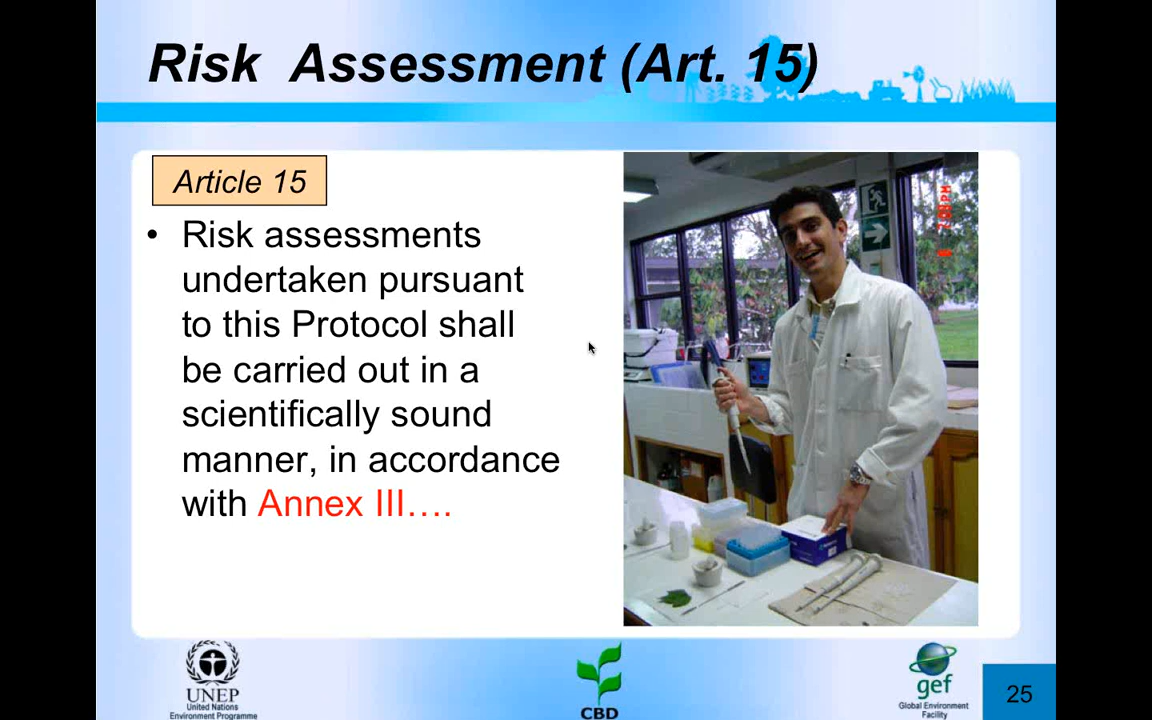 Risk Assessment (Art. 15)
Article 15
• Risk assessments
undertaken pursuant
to this Protocol shall
be carried out in a
scientifically sound
manner, in accordance
with Annex III….
UNEP
United Nations
Environment Programme
CBD
gef
Global Environment
Facility
25